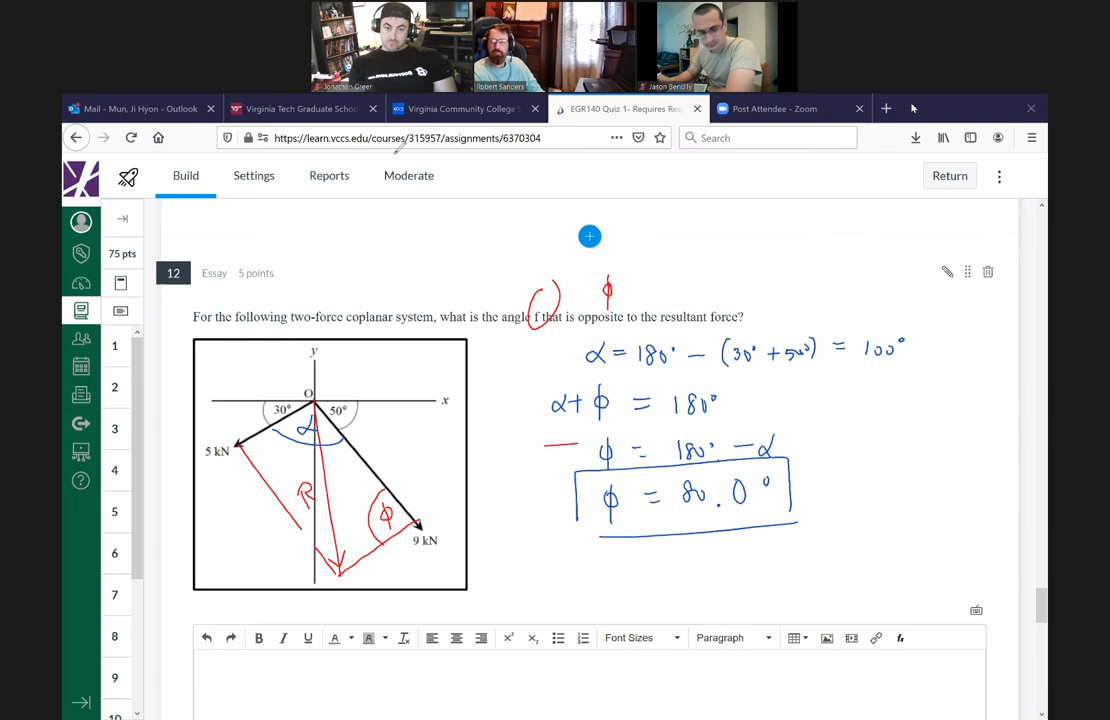 Jonathan Greer
Robert Sanders
Jason Bendily
Mail – Mun, Ji Hyon – Outlook
Virginia Tech Graduate School
Virginia Community College S
EGR140 Quiz 1- Requires Res
Post Attendee - Zoom
https://learn.vccs.edu/courses/315957/assignments/6370304
Search
Build
Settings
Reports
Moderate
Return
75 pts
12
Essay
5 points
For the following two-force coplanar system, what is the angle f that is opposite to the resultant force?
ϕ
α = 180° – (30° + 50°) = 100°
α + ϕ = 180°
ϕ = 180° – α
ϕ = 80.0°
y
O
x
30°
50°
α
5 kN
R
ϕ
9 kN
1
2
3
4
5
6
7
8
9
10
B I U A A
x² x₂
Font Sizes
Paragraph
fx